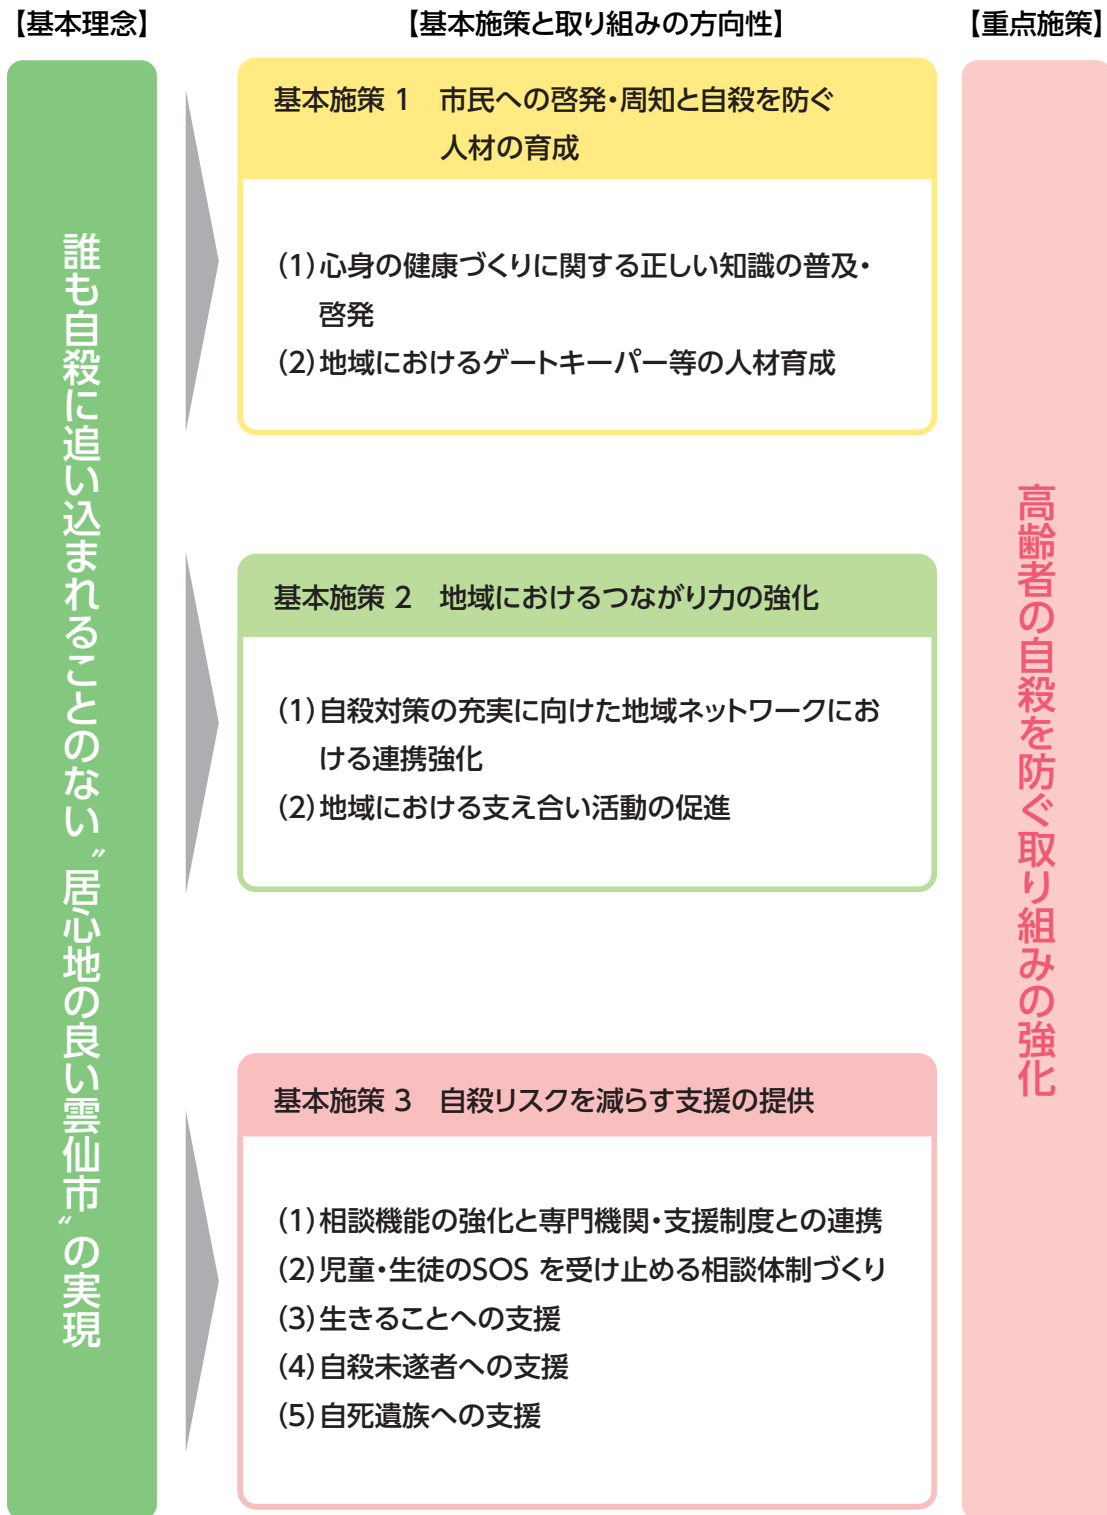 【基本理念】
【基本施策と取り組みの方向性】
【重点施策】
誰も自殺に追い込まれることのない〝居心地の良い雲仙市〟の実現
基本施策 1　市民への啓発・周知と自殺を防ぐ
人材の育成
(1)心身の健康づくりに関する正しい知識の普及・
啓発
(2)地域におけるゲートキーパー等の人材育成
基本施策 2　地域におけるつながり力の強化
(1)自殺対策の充実に向けた地域ネットワークにお
ける連携強化
(2)地域における支え合い活動の促進
基本施策 3　自殺リスクを減らす支援の提供
(1)相談機能の強化と専門機関・支援制度との連携
(2)児童・生徒のSOS を受け止める相談体制づくり
(3)生きることへの支援
(4)自殺未遂者への支援
(5)自死遺族への支援
高齢者の自殺を防ぐ取り組みの強化